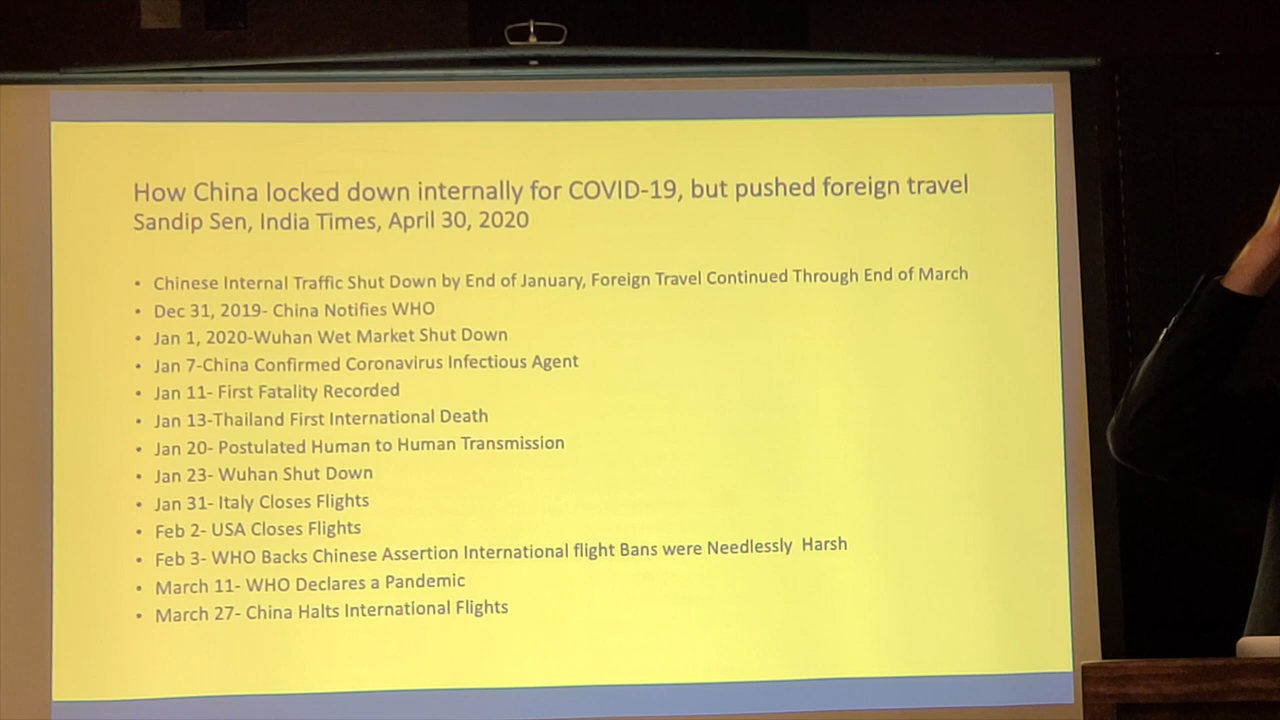 How China locked down internally for COVID-19, but pushed foreign travel
Sandip Sen, India Times, April 30, 2020
• Chinese Internal Traffic Shut Down by End of January, Foreign Travel Continued Through End of March
• Dec 31, 2019- China Notifies WHO
• Jan 1, 2020-Wuhan Wet Market Shut Down
• Jan 7-China Confirmed Coronavirus Infectious Agent
• Jan 11- First Fatality Recorded
• Jan 13-Thailand First International Death
• Jan 20- Postulated Human to Human Transmission
• Jan 23- Wuhan Shut Down
• Jan 31- Italy Closes Flights
• Feb 2- USA Closes Flights
• Feb 3- WHO Backs Chinese Assertion International flight Bans were Needlessly Harsh
• March 11- WHO Declares a Pandemic
• March 27- China Halts International Flights